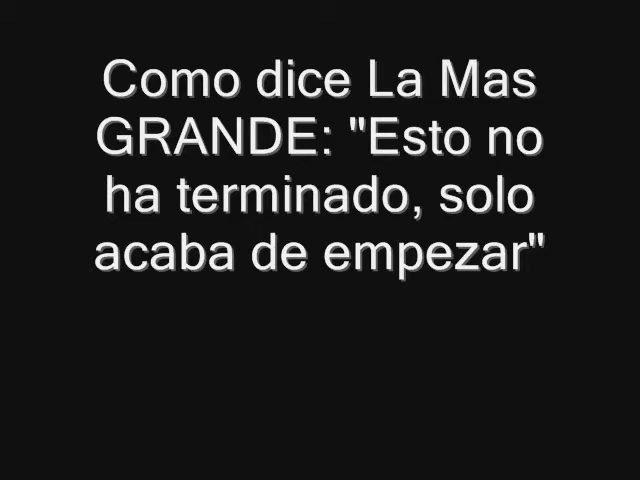 Como dice La Mas
GRANDE: "Esto no
ha terminado, solo
acaba de empezar"